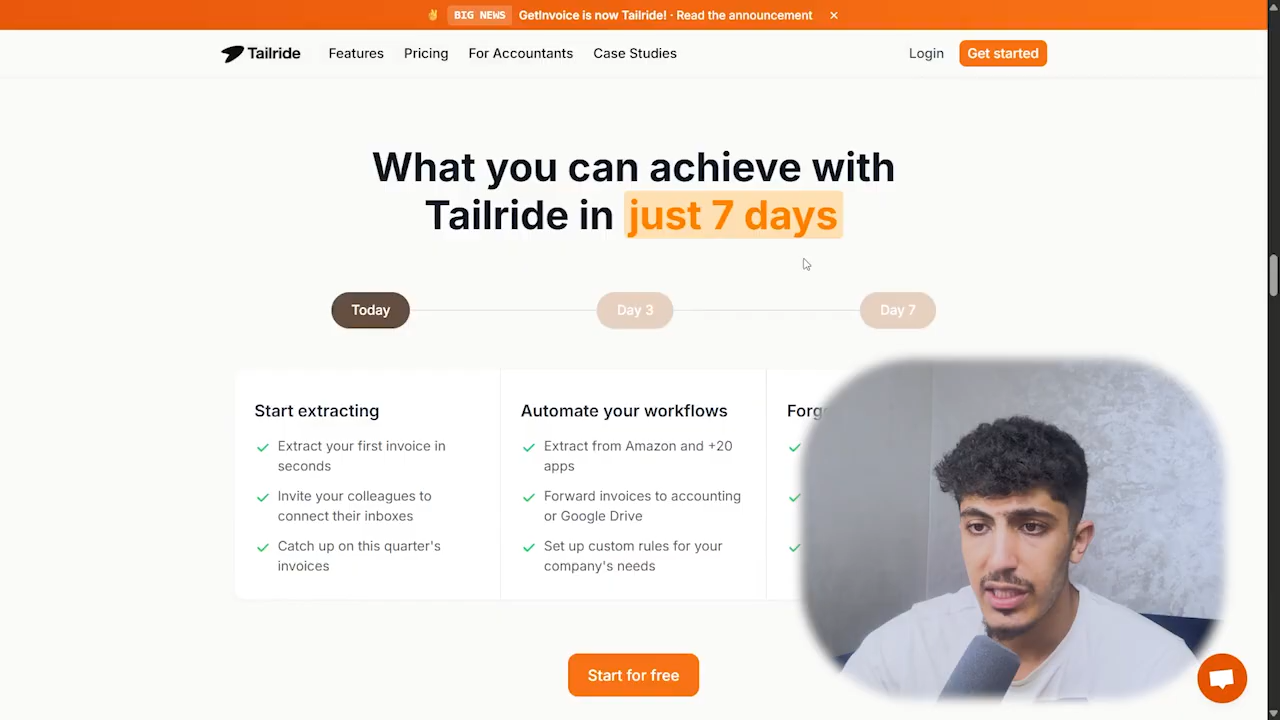 BIG NEWS GetInvoice is now Tailride! · Read the announcement
Tailride Features Pricing For Accountants Case Studies Login Get started
What you can achieve with
Tailride in just 7 days
Today Day 3 Day 7
Start extracting
Extract your first invoice in
seconds
Invite your colleagues to
connect their inboxes
Catch up on this quarter's
invoices
Automate your workflows
Extract from Amazon and +20
apps
Forward invoices to accounting
or Google Drive
Set up custom rules for your
company's needs
Start for free